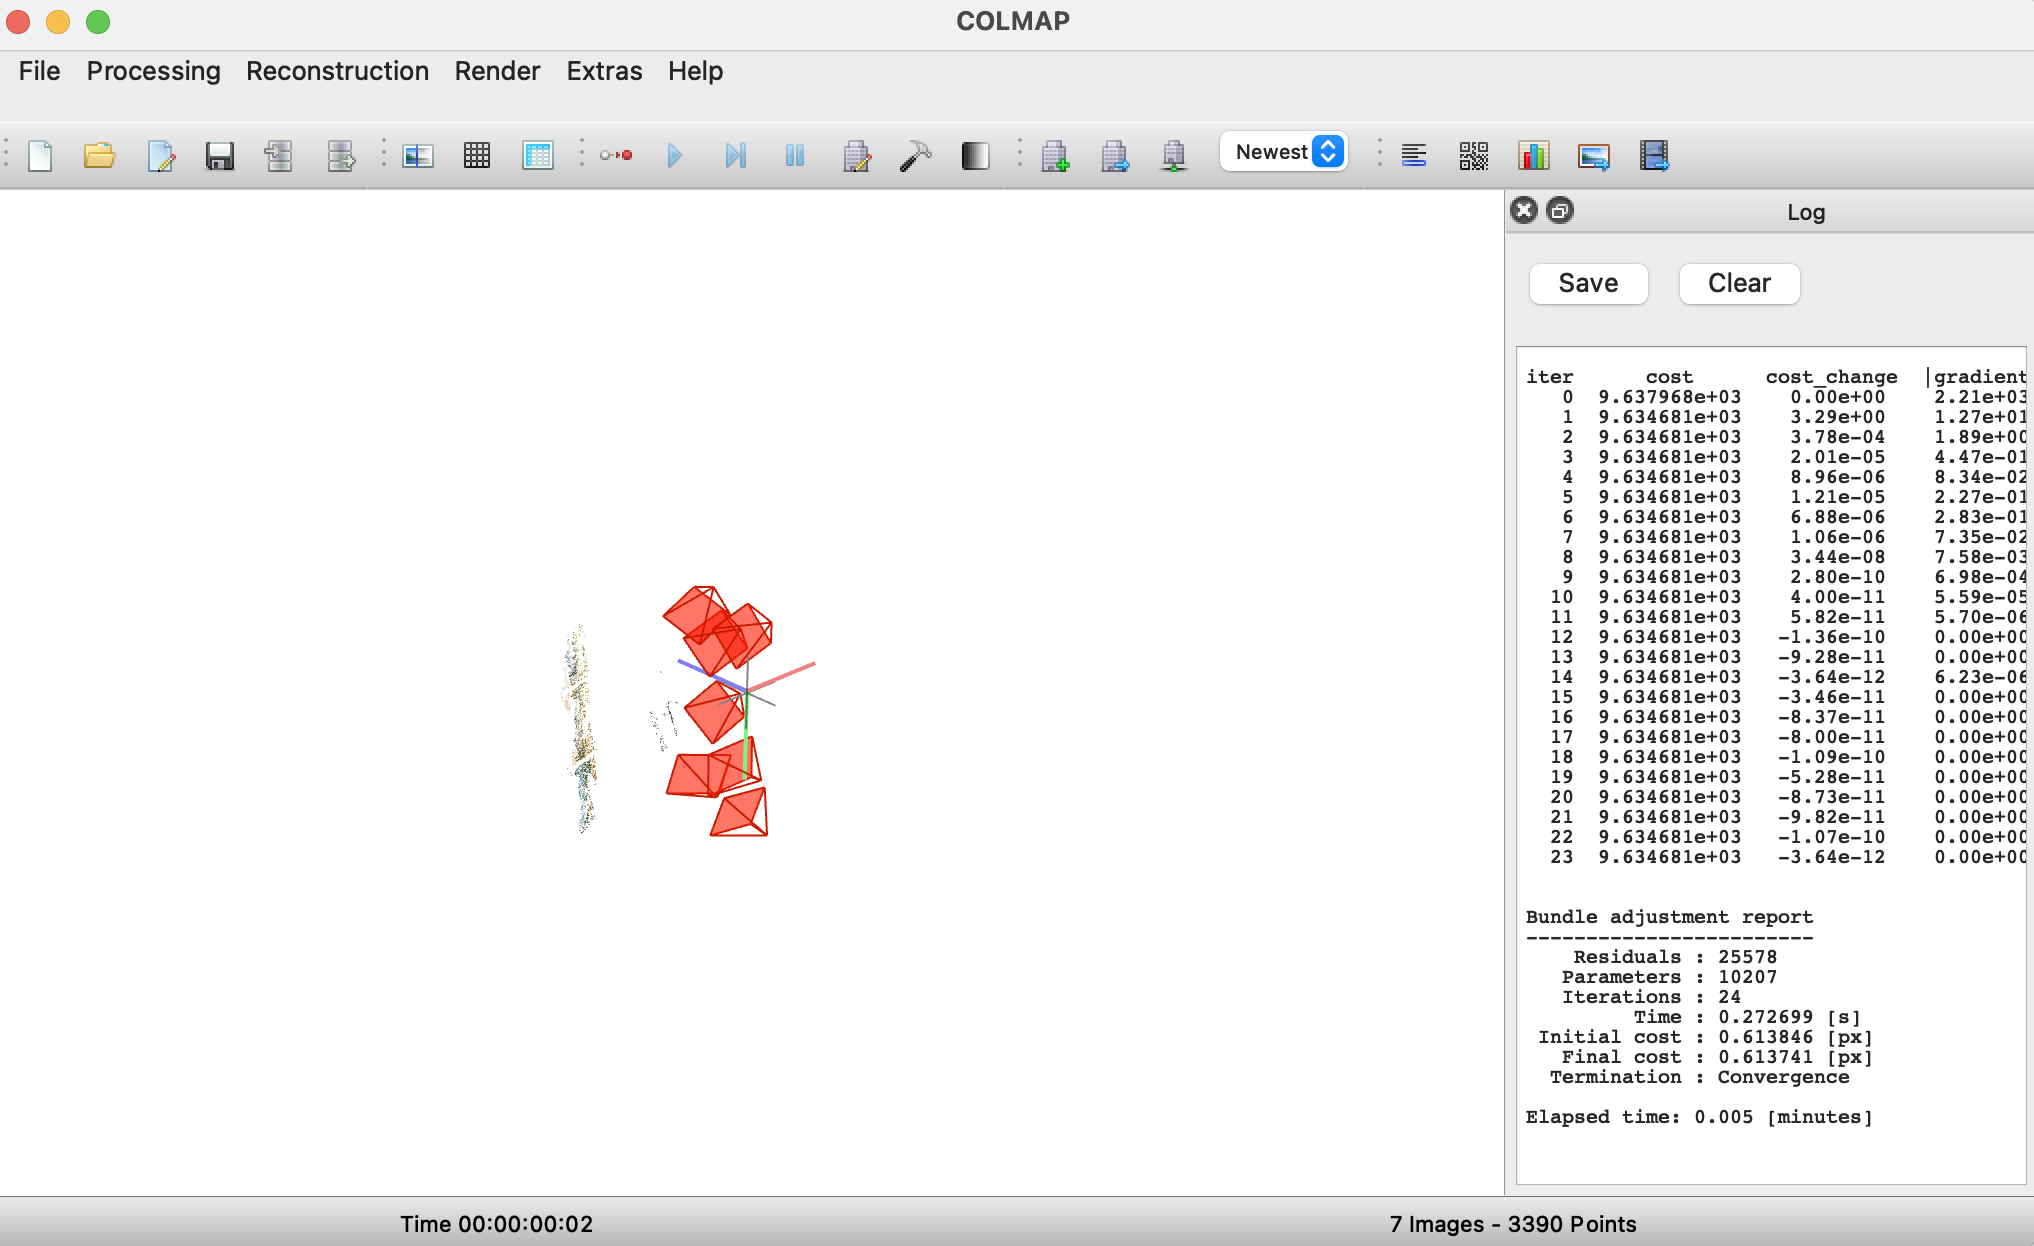 COLMAP
File Processing Reconstruction Render Extras Help
Newest
Log
Save Clear
iter cost cost_change |gradient
0 9.637968e+03 0.00e+00 2.21e+03
1 9.634681e+03 3.29e+00 1.27e+01
2 9.634681e+03 3.78e-04 1.89e+00
3 9.634681e+03 2.01e-05 4.47e-01
4 9.634681e+03 8.96e-06 8.34e-02
5 9.634681e+03 1.21e-05 2.27e-01
6 9.634681e+03 6.88e-06 2.83e-01
7 9.634681e+03 1.06e-06 7.35e-02
8 9.634681e+03 3.44e-08 7.58e-03
9 9.634681e+03 2.80e-10 6.98e-04
10 9.634681e+03 4.00e-11 5.59e-05
11 9.634681e+03 5.82e-11 5.70e-06
12 9.634681e+03 -1.36e-10 0.00e+00
13 9.634681e+03 -9.28e-11 0.00e+00
14 9.634681e+03 -3.64e-12 6.23e-06
15 9.634681e+03 -3.46e-11 0.00e+00
16 9.634681e+03 -8.37e-11 0.00e+00
17 9.634681e+03 -8.00e-11 0.00e+00
18 9.634681e+03 -1.09e-10 0.00e+00
19 9.634681e+03 -5.28e-11 0.00e+00
20 9.634681e+03 -8.73e-11 0.00e+00
21 9.634681e+03 -9.82e-11 0.00e+00
22 9.634681e+03 -1.07e-10 0.00e+00
23 9.634681e+03 -3.64e-12 0.00e+00
Bundle adjustment report
------------------------
Residuals : 25578
Parameters : 10207
Iterations : 24
Time : 0.272699 [s]
Initial cost : 0.613846 [px]
Final cost : 0.613741 [px]
Termination : Convergence
Elapsed time: 0.005 [minutes]
Time 00:00:00:02 7 Images - 3390 Points